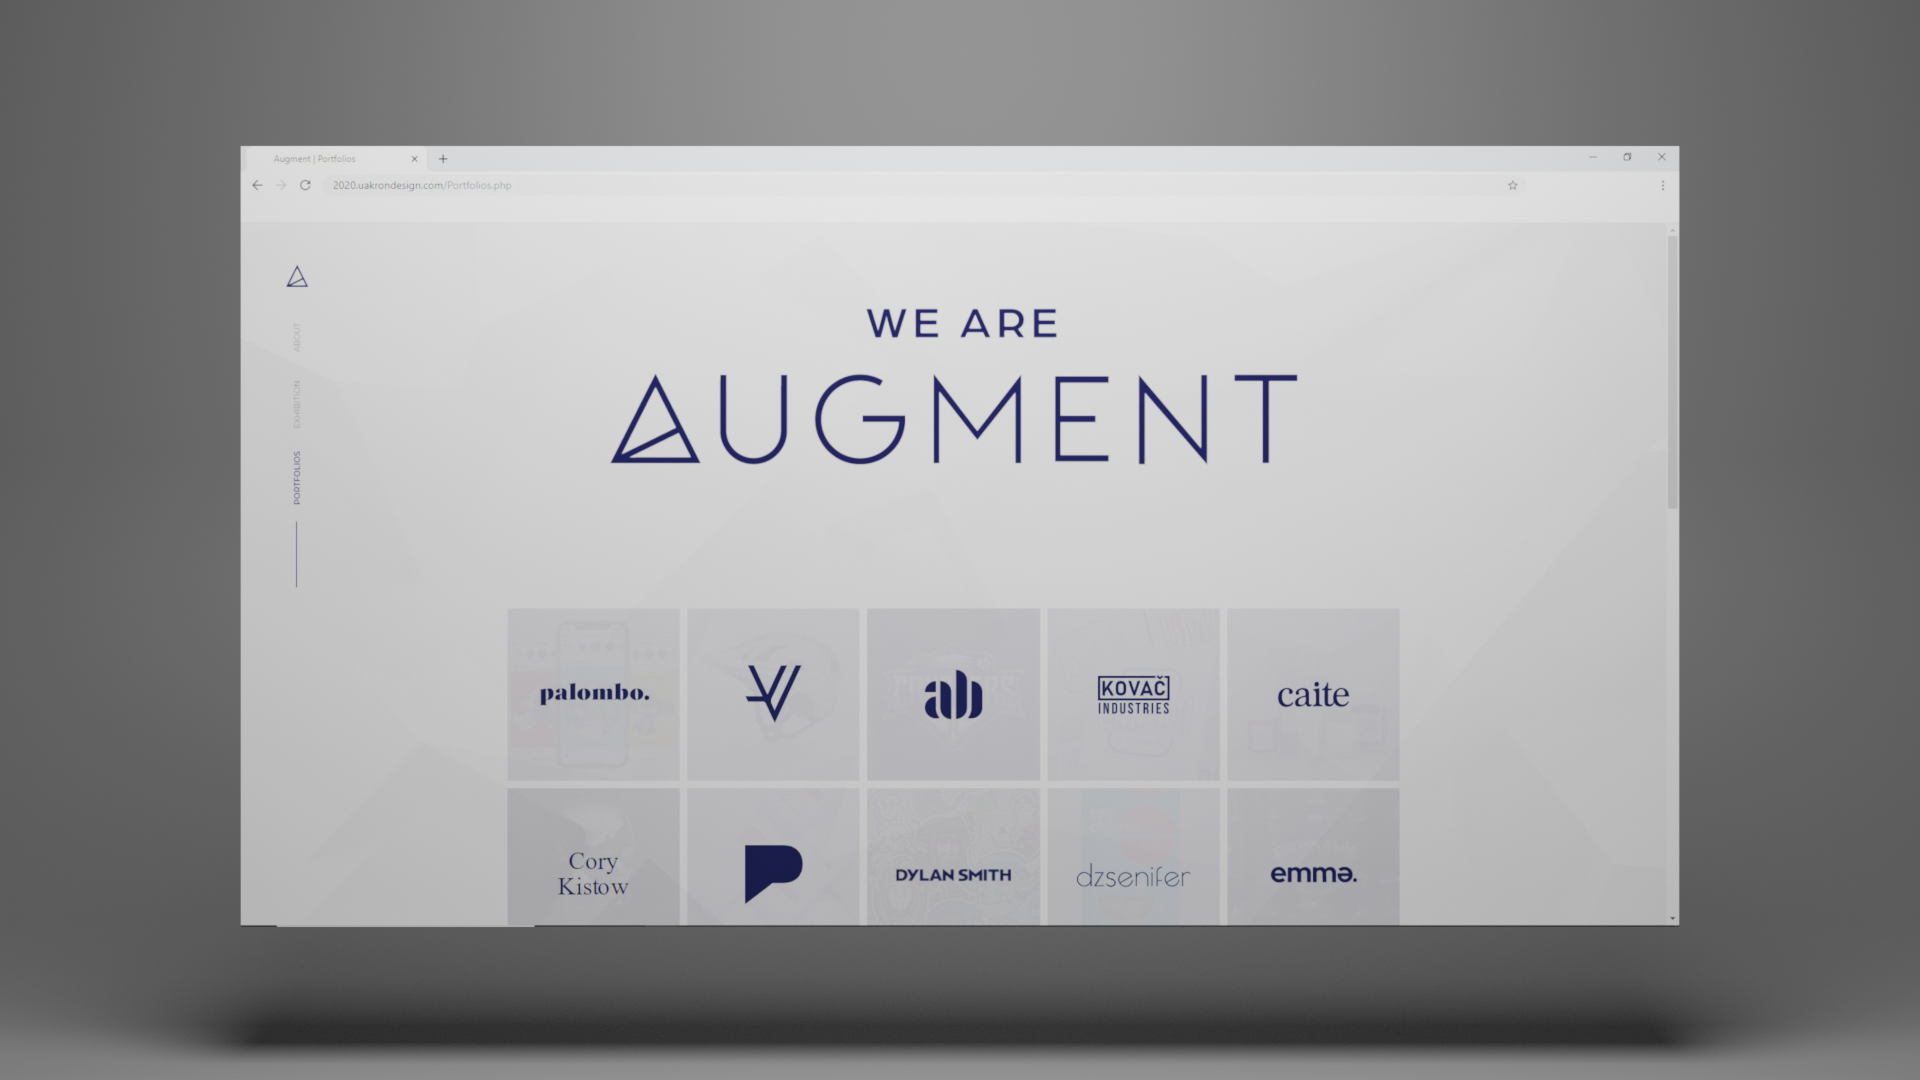 Augment | Portfolios
2020.uakrondesign.com/Portfolios.php
ABOUT
EXHIBITION
PORTFOLIOS
WE ARE
AUGMENT
palombo.
ab
KOVAČ
INDUSTRIES
caite
Cory
Kistow
P
DYLAN SMITH
dzsenifer
emmə.